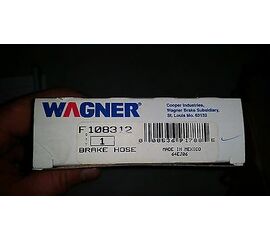 WAGNER
Cooper Industries,
Wagner Brake Subsidiary,
St. Louis Mo. 63133
F108312
1
BRAKE HOSE
MADE IN MEXICO